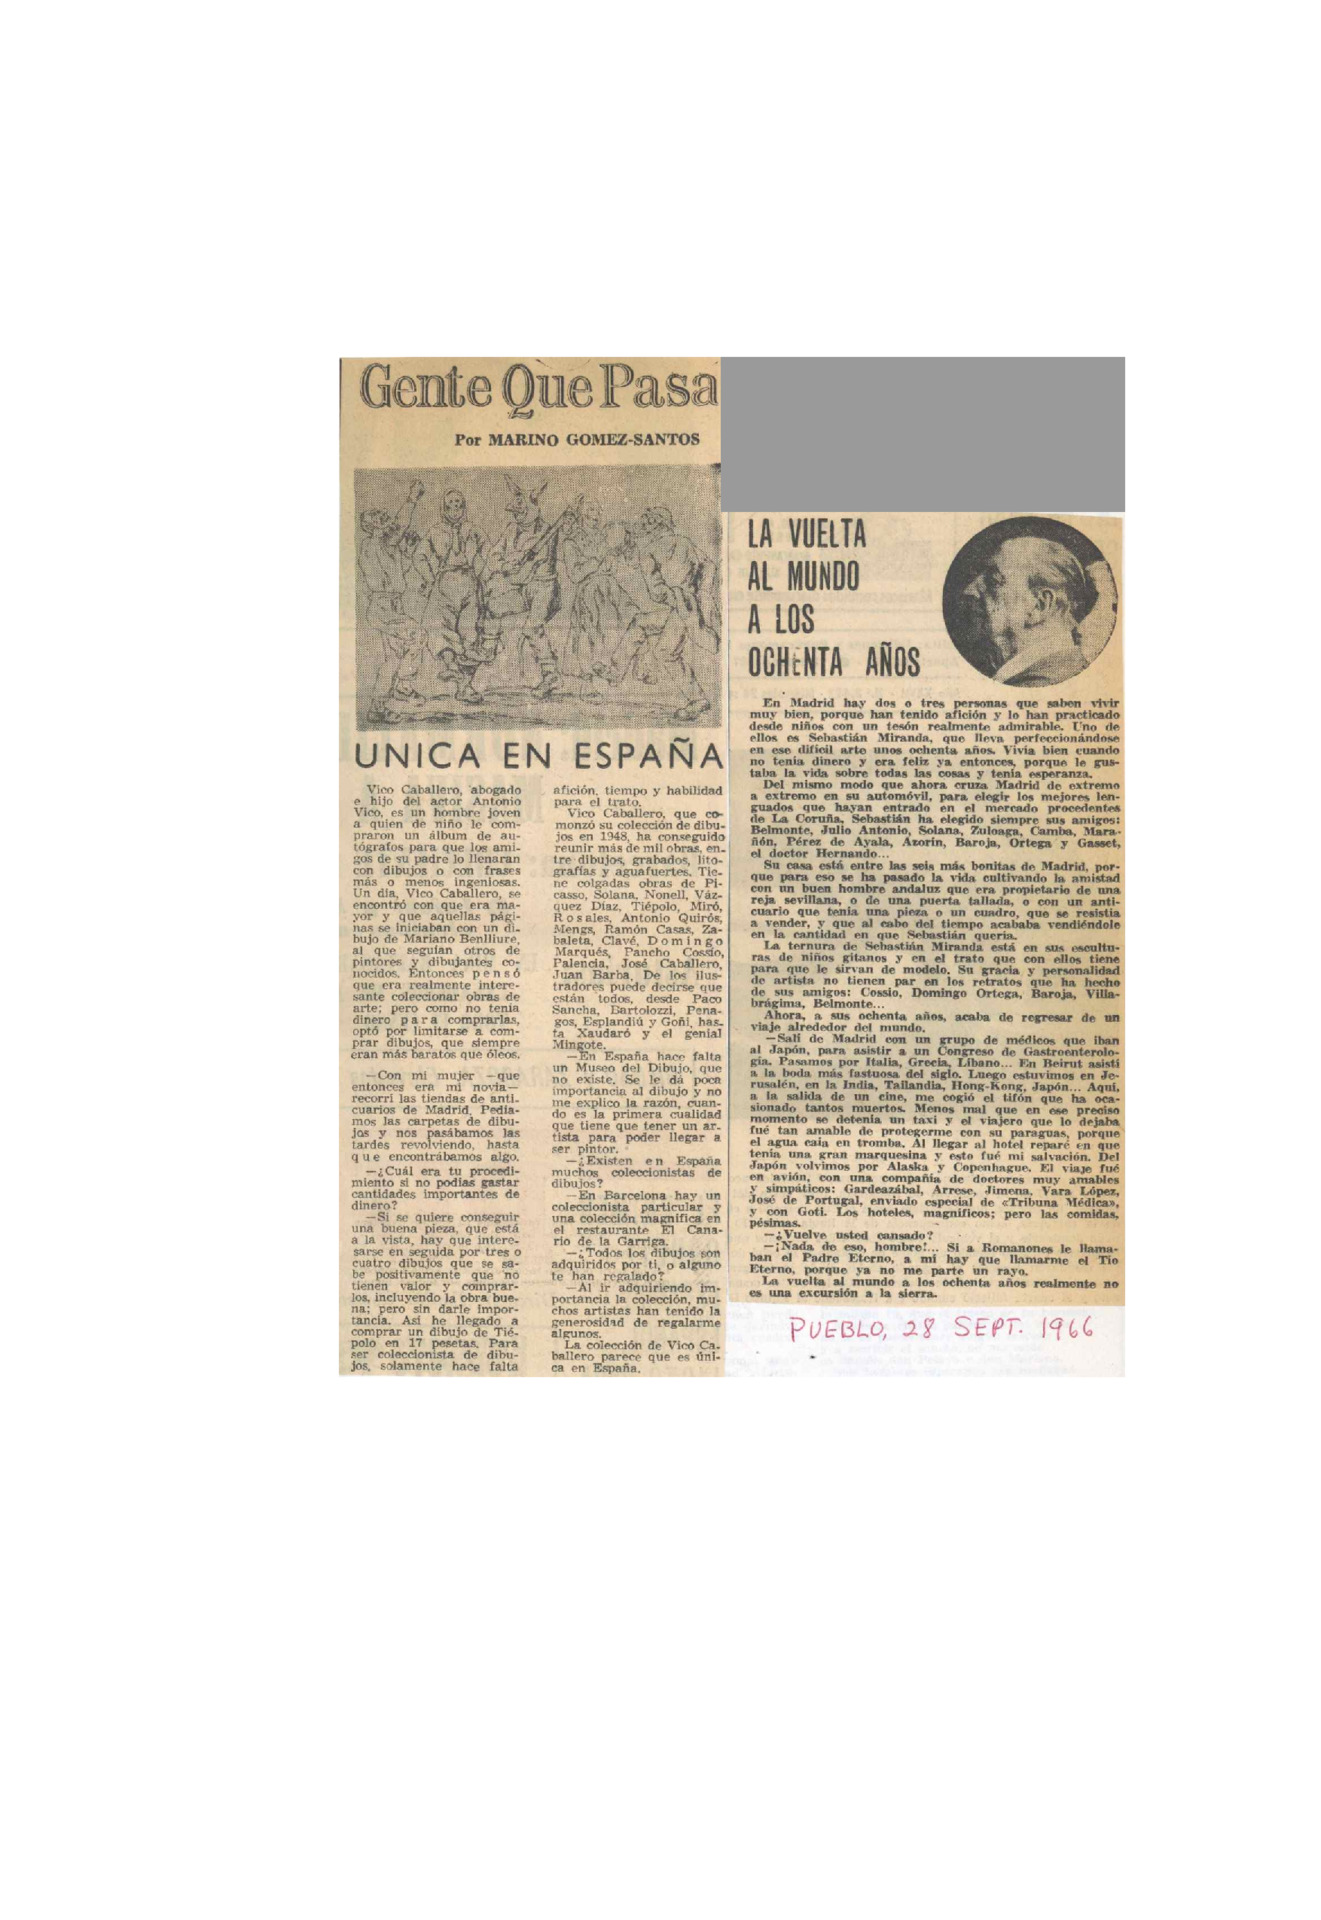 Gente Que Pasa
Por MARINO GOMEZ-SANTOS
UNICA EN ESPAÑA
Vico Caballero, abogado
e hijo del actor Antonio
Vico, es un hombre joven
a quien de niño le com-
praron un álbum de au-
tógrafos para que los ami-
gos de su padre lo llenaran
con dibujos o con frases
más o menos ingeniosas.
Un día, Vico Caballero, se
encontró con que era ma-
yor y que aquellas pági-
nas se iniciaban con un di-
bujo de Mariano Benlliure,
al que seguían otros de
pintores y dibujantes co-
nocidos. Entonces pensó
que era realmente intere-
sante coleccionar obras de
arte; pero como no tenía
dinero para comprarlas,
optó por limitarse a com-
prar dibujos, que siempre
eran más baratos que óleos.
—Con mi mujer —que
entonces era mi novia—
recorrí las tiendas de anti-
cuarios de Madrid. Pedía-
mos las carpetas de dibu-
jos y nos pasábamos las
tardes revolviendo, hasta
que encontrábamos algo.
—¿Cuál era tu procedi-
miento si no podías gastar
cantidades importantes de
dinero?
—Si se quiere conseguir
una buena pieza, que está
a la vista, hay que intere-
sarse en seguida por tres o
cuatro dibujos que se sa-
be positivamente que no
tienen valor y comprar-
los, incluyendo la obra bue-
na; pero sin darle impor-
tancia. Así he llegado a
comprar un dibujo de Tié-
polo en 17 pesetas. Para
ser coleccionista de dibu-
jos, solamente hace falta
afición, tiempo y habilidad
para el trato.
Vico Caballero, que co-
monzó su colección de dibu-
jos en 1948, ha conseguido
reunir más de mil obras, en-
tre dibujos, grabados, lito-
grafías y aguafuertes. Tie-
ne colgadas obras de Pi-
casso, Solana, Nonell, Váz-
quez Díaz, Tiépolo, Miró,
Rosales, Antonio Quirós,
Mengs, Ramón Casas, Za-
baleta, Clavé, Domingo
Marqués, Pancho Cossío,
Palencia, José Caballero,
Juan Barba. De los ilus-
tradores puede decirse que
están todos, desde Paco
Sancha, Bartolozzi, Pena-
gos, Esplandiú y Goñi, has-
ta Xaudaró y el genial
Mingote.
—En España hace falta
un Museo del Dibujo, que
no existe. Se le da poca
importancia al dibujo y no
me explico la razón, cuan-
do es la primera cualidad
que tiene que tener un ar-
tista para poder llegar a
ser pintor.
—¿Existen en España
muchos coleccionistas de
dibujos?
—En Barcelona hay un
coleccionista particular y
una colección magnífica en
el restaurante El Cana-
rio de la Garriga.
—¿Todos los dibujos son
adquiridos por ti, o alguno
te han regalado?
—Al ir adquiriendo im-
portancia la colección, mu-
chos artistas han tenido la
generosidad de regalarme
algunos.
La colección de Vico Ca-
ballero parece que es úni-
ca en España.
LA VUELTA
AL MUNDO
A LOS
OCHENTA AÑOS
En Madrid hay dos o tres personas que saben vivir
muy bien, porque han tenido afición y lo han practicado
desde niños con un tesón realmente admirable. Uno de
ellos es Sebastián Miranda, que lleva perfeccionándose
en ese difícil arte unos ochenta años. Vivía bien cuando
no tenía dinero y era feliz ya entonces, porque le gus-
taba la vida sobre todas las cosas y tenía esperanza.
Del mismo modo que ahora cruza Madrid de extremo
a extremo en su automóvil, para elegir los mejores len-
guados que hayan entrado en el mercado procedentes
de La Coruña, Sebastián ha elegido siempre sus amigos:
Belmonte, Julio Antonio, Solana, Zuloaga, Camba, Mara-
ñón, Pérez de Ayala, Azorín, Baroja, Ortega y Gasset,
el doctor Hernando...
Su casa está entre las seis más bonitas de Madrid, por-
que para eso se ha pasado la vida cultivando la amistad
con un buen hombre andaluz que era propietario de una
reja sevillana, o de una puerta tallada, o con un anti-
cuario que tenía una pieza o un cuadro, que se resistía
a vender, y que al cabo del tiempo acababa vendiéndole
en la cantidad en que Sebastián quería.
La ternura de Sebastián Miranda está en sus escultu-
ras de niños gitanos y en el trato que con ellos tiene
para que le sirvan de modelo. Su gracia y personalidad
de artista no tienen par en los retratos que ha hecho
de sus amigos: Cossío, Domingo Ortega, Baroja, Villa-
brágima, Belmonte...
Ahora, a sus ochenta años, acaba de regresar de un
viaje alrededor del mundo.
—Salí de Madrid con un grupo de médicos que iban
al Japón, para asistir a un Congreso de Gastroenterolo-
gía. Pasamos por Italia, Grecia, Líbano... En Beirut asistí
a la boda más fastuosa del siglo. Luego estuvimos en Je-
rusalén, en la India, Tailandia, Hong-Kong, Japón... Aquí,
a la salida de un cine, me cogió el tifón que ha oca-
sionado tantos muertos. Menos mal que en ese preciso
momento se detenía un taxi y el viajero que lo dejaba
fué tan amable de protegerme con su paraguas, porque
el agua caía en tromba. Al llegar al hotel reparé en que
tenía una gran marquesina y esto fué mi salvación. Del
Japón volvimos por Alaska y Copenhague. El viaje fué
en avión, con una compañía de doctores muy amables
y simpáticos: Gardeazábal, Arrese, Jimena, Vara López,
José de Portugal, enviado especial de «Tribuna Médica»,
y con Goti. Los hoteles, magníficos; pero las comidas,
pésimas.
—¿Vuelve usted cansado?
—¡Nada de eso, hombre!... Si a Romanones le llama-
ban el Padre Eterno, a mí hay que llamarme el Tío
Eterno, porque ya no me parte un rayo.
La vuelta al mundo a los ochenta años realmente no
es una excursión a la sierra.
PUEBLO, 28 SEPT. 1966